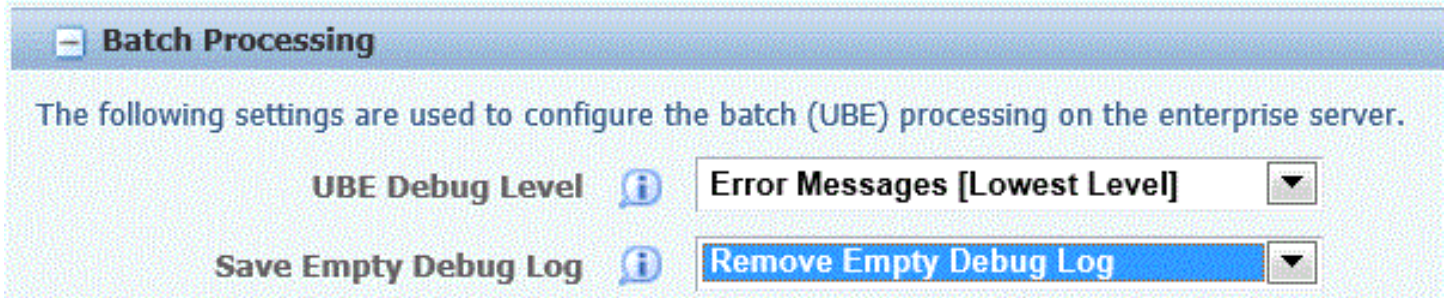 Batch Processing
The following settings are used to configure the batch (UBE) processing on the enterprise server.
UBE Debug Level Error Messages [Lowest Level]
Save Empty Debug Log Remove Empty Debug Log